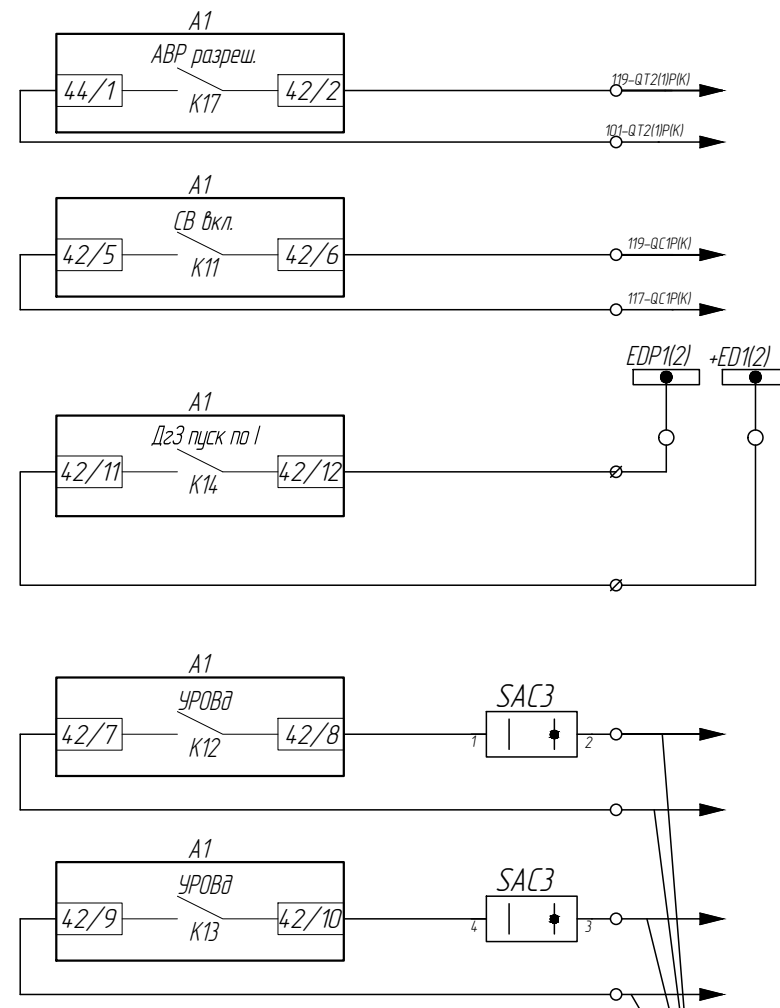 A1
АВР разреш.
44/1 K17 42/2
119-QT2(1)P(K)
101-QT2(1)P(K)
A1
СВ вкл.
42/5 K11 42/6
119-QC1P(K)
117-QC1P(K)
EDP1(2) +ED1(2)
A1
ДгЗ пуск по I
42/11 K14 42/12
A1
УРОВд
42/7 K12 42/8
SAC3
1 2
A1
УРОВд
42/9 K13 42/10
SAC3
4 3